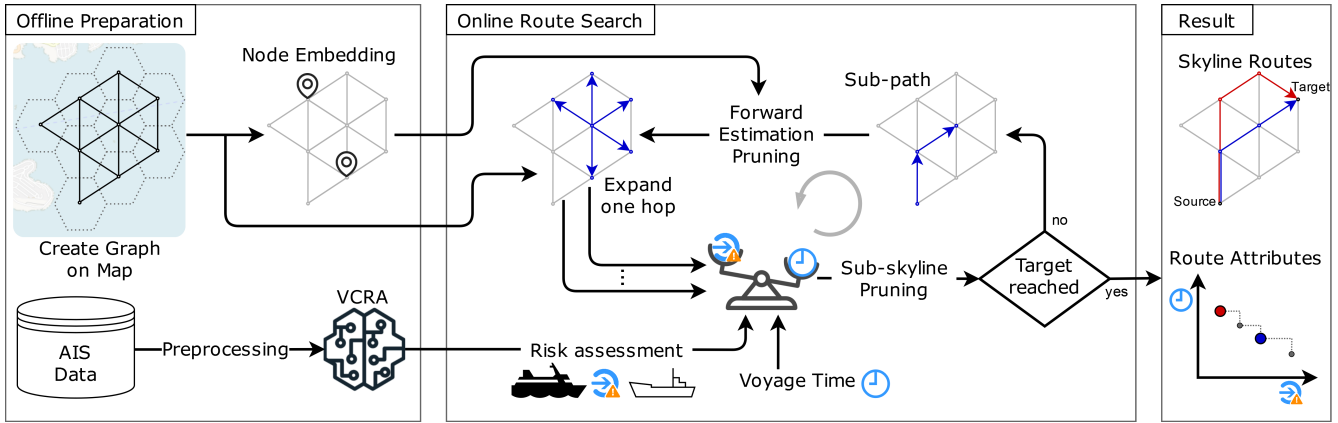 Offline Preparation
Node Embedding
Create Graph
on Map
AIS
Data
Preprocessing
VCRA
Online Route Search
Expand
one hop
Forward
Estimation
Pruning
Sub-path
Risk assessment
Voyage Time
Sub-skyline
Pruning
Target
reached
no
yes
Result
Skyline Routes
Target
Source
Route Attributes